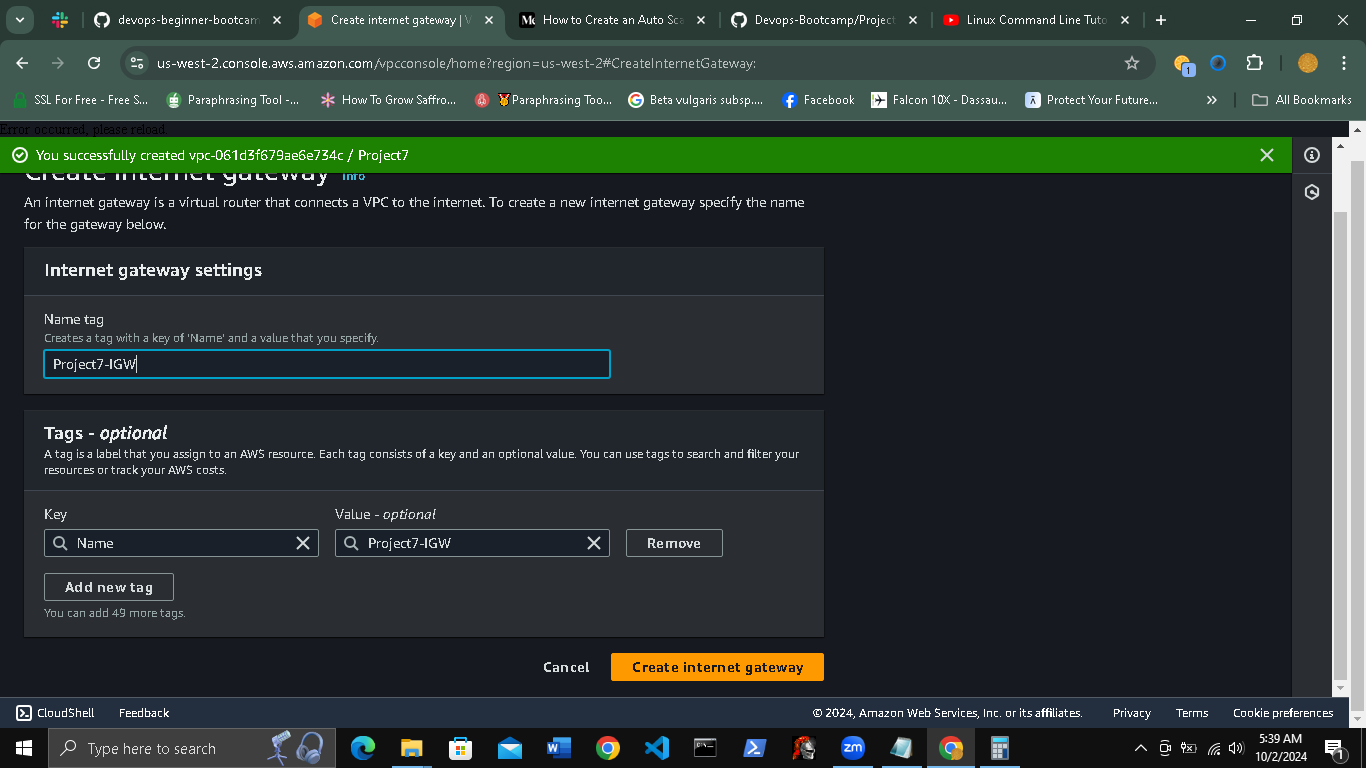 devops-beginner-bootcam
Create internet gateway | V
How to Create an Auto Sca
Devops-Bootcamp/Project
Linux Command Line Tuto
us-west-2.console.aws.amazon.com/vpcconsole/home?region=us-west-2#CreateInternetGateway:
1
SSL For Free - Free S...
Paraphrasing Tool -...
How To Grow Saffro...
Paraphrasing Too...
Beta vulgaris subsp....
Facebook
Falcon 10X - Dassau...
Protect Your Future...
All Bookmarks
Error occurred, please reload.
You successfully created vpc-061d3f679ae6e734c / Project7
Create internet gateway Info
An internet gateway is a virtual router that connects a VPC to the internet. To create a new internet gateway specify the name
for the gateway below.
Internet gateway settings
Name tag
Creates a tag with a key of 'Name' and a value that you specify.
Project7-IGW
Tags - optional
A tag is a label that you assign to an AWS resource. Each tag consists of a key and an optional value. You can use tags to search and filter your
resources or track your AWS costs.
Key Value - optional
Name Project7-IGW Remove
Add new tag
You can add 49 more tags.
Cancel Create internet gateway
CloudShell Feedback © 2024, Amazon Web Services, Inc. or its affiliates. Privacy Terms Cookie preferences
Type here to search
zm
5:39 AM
10/2/2024
1